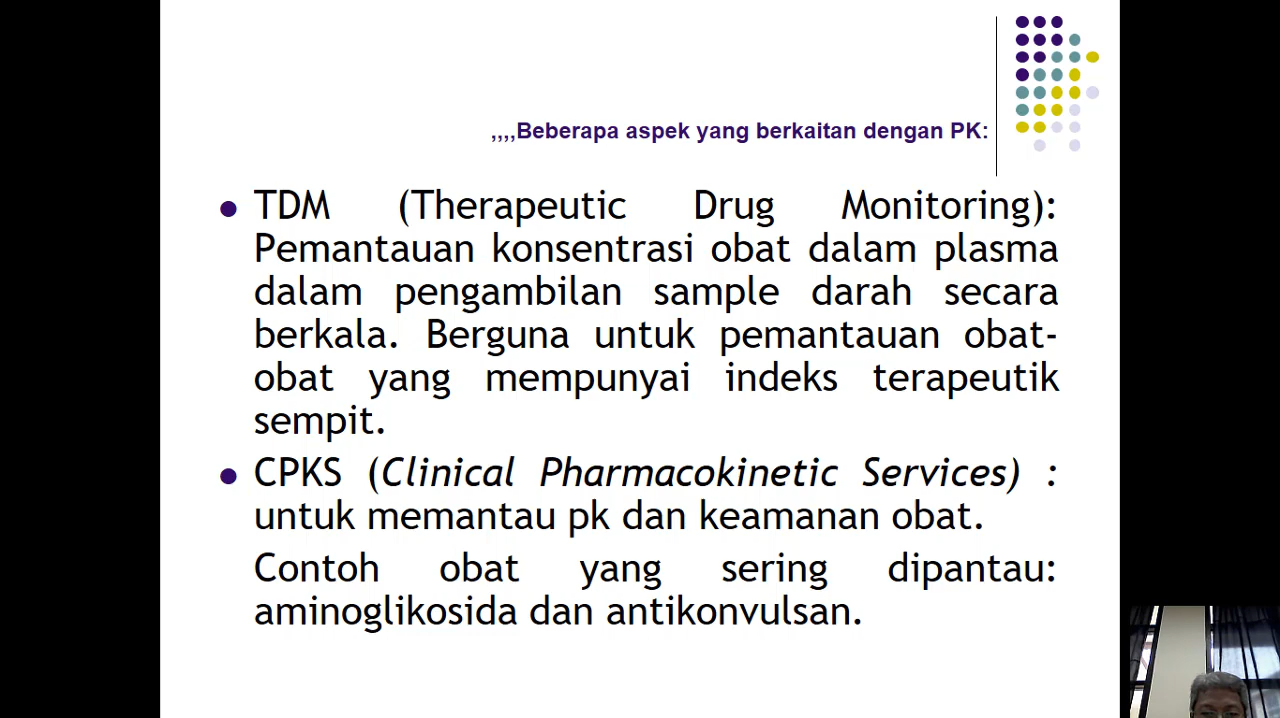 ,,,,Beberapa aspek yang berkaitan dengan PK:
TDM (Therapeutic Drug Monitoring):
Pemantauan konsentrasi obat dalam plasma
dalam pengambilan sample darah secara
berkala. Berguna untuk pemantauan obat-
obat yang mempunyai indeks terapeutik
sempit.
CPKS (Clinical Pharmacokinetic Services) :
untuk memantau pk dan keamanan obat.
Contoh obat yang sering dipantau:
aminoglikosida dan antikonvulsan.